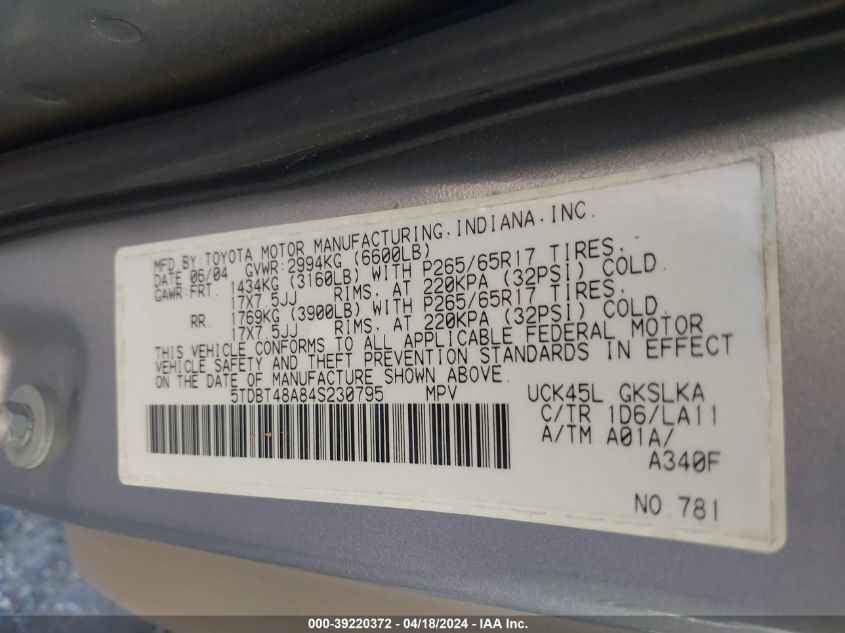 MFD.BY:TOYOTA MOTOR MANUFACTURING.INDIANA.INC.
DATE 06/04 GVWR:2994KG (6600LB)
GAWR:FRT. 1434KG (3160LB) WITH P265/65R17 TIRES.
17X7.5JJ RIMS. AT 220KPA (32PSI) COLD.
RR. 1769KG (3900LB) WITH P265/65R17 TIRES.
17X7.5JJ RIMS. AT 220KPA (32PSI) COLD.
THIS VEHICLE CONFORMS TO ALL APPLICABLE FEDERAL MOTOR
VEHICLE SAFETY AND THEFT PREVENTION STANDARDS IN EFFECT
ON THE DATE OF MANUFACTURE SHOWN ABOVE.
5TDBT48A84S230795 MPV UCK45L GKSLKA
C/TR 1D6/LA11
A/TM A01A/
A340F
NO.781
000-39220372 - 04/18/2024 - IAA Inc.